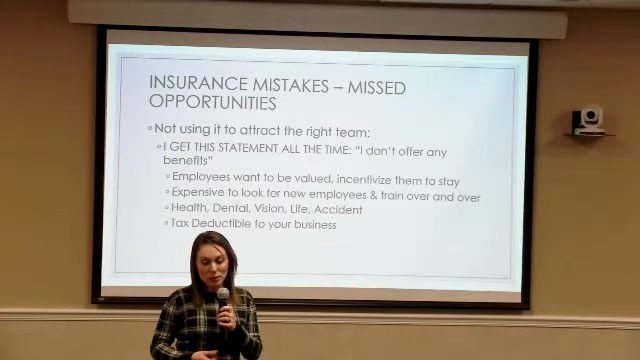 INSURANCE MISTAKES – MISSED
OPPORTUNITIES
Not using it to attract the right team:
I GET THIS STATEMENT ALL THE TIME: “I don’t offer any
benefits”
Employees want to be valued, incentivize them to stay
Expensive to look for new employees & train over and over
Health, Dental, Vision, Life, Accident
Tax Deductible to your business